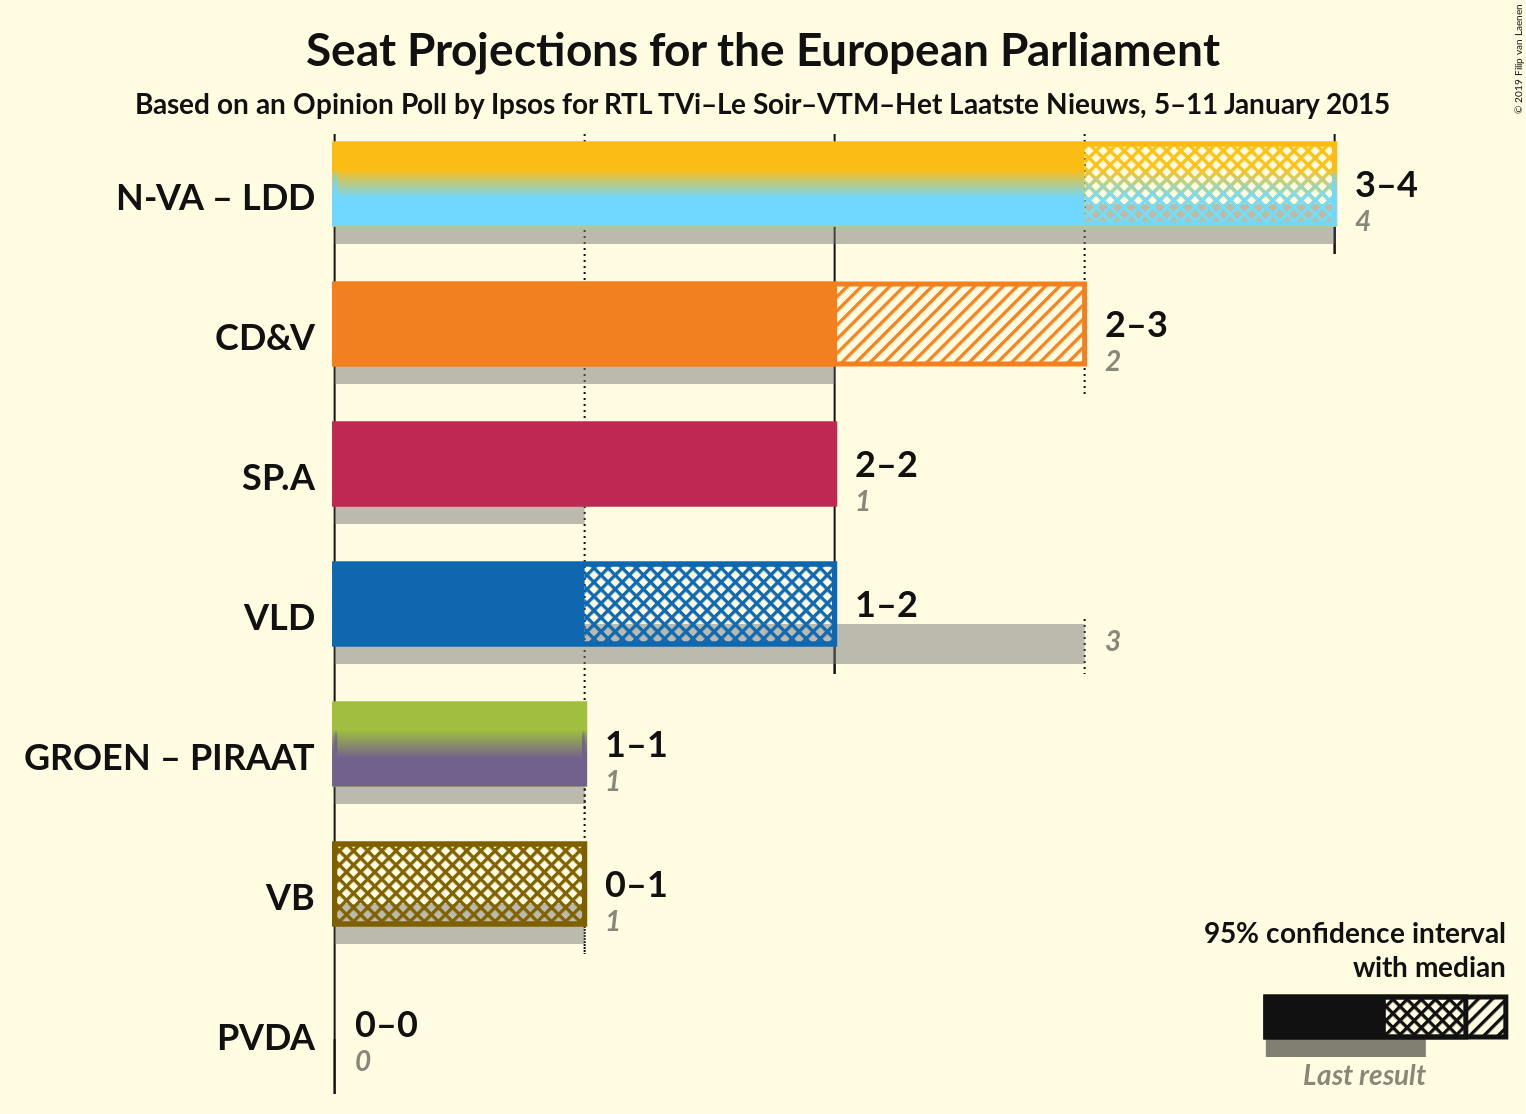 Seat Projections for the European Parliament
Based on an Opinion Poll by Ipsos for RTL TVi–Le Soir–VTM–Het Laatste Nieuws, 5–11 January 2015
© 2019 Filip van Laenen
N-VA – LDD
3–4
4
CD&V
2–3
2
SP.A
2–2
1
VLD
1–2
3
GROEN – PIRAAT
1–1
1
VB
0–1
1
PVDA
0–0
0
95% confidence interval
with median
Last result